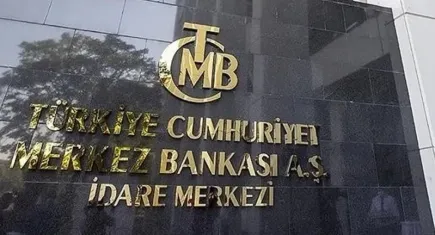 TCMB
TÜRKİYE CUMHURİYET
MERKEZ BANKASI A.Ş.
İDARE MERKEZİ